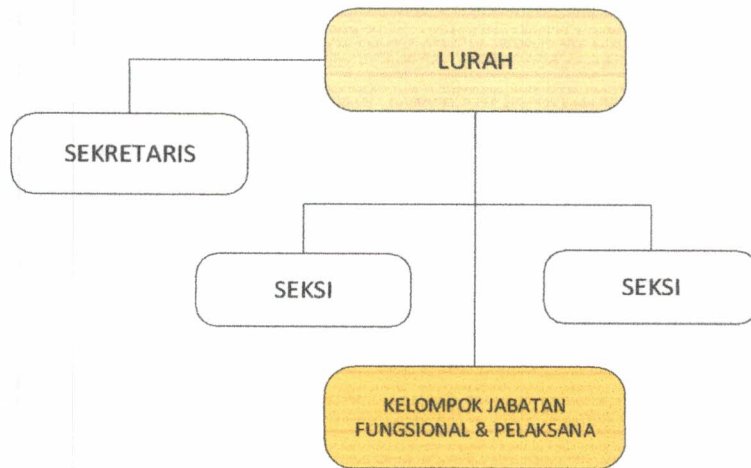 LURAH
SEKRETARIS
SEKSI
SEKSI
KELOMPOK JABATAN
FUNGSIONAL & PELAKSANA